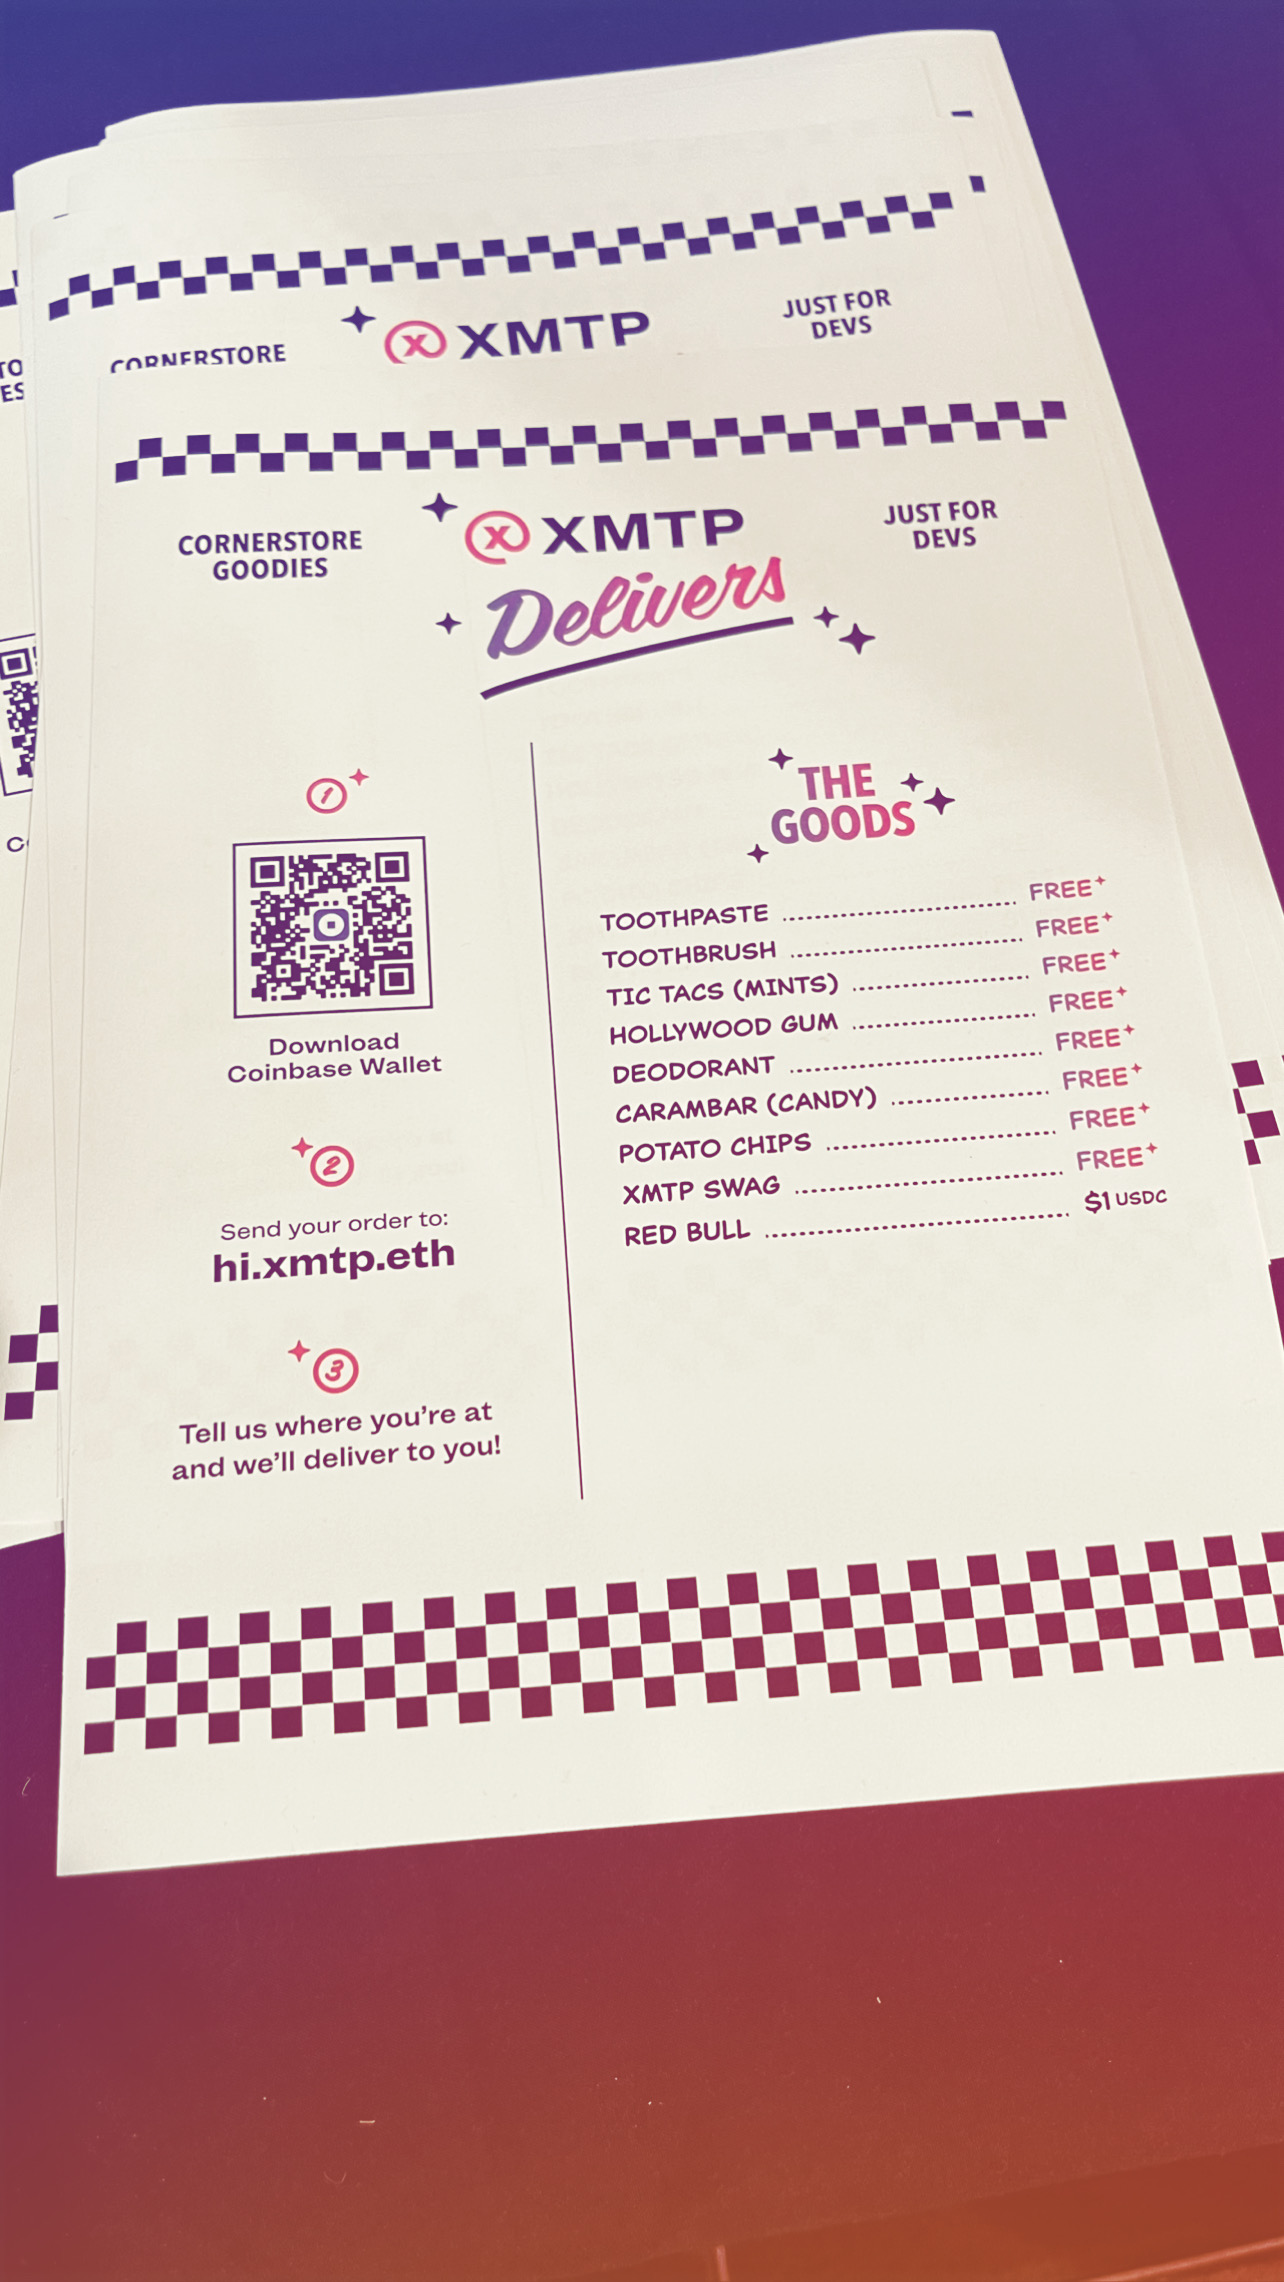 CORNERSTORE
XMTP
JUST FOR
DEVS
CORNERSTORE
GOODIES
XMTP
Delivers
JUST FOR
DEVS
1
Download
Coinbase Wallet
2
Send your order to:
hi.xmtp.eth
3
Tell us where you're at
and we'll deliver to you!
THE
GOODS
TOOTHPASTE ........ FREE
TOOTHBRUSH ........ FREE
TIC TACS (MINTS) ........ FREE
HOLLYWOOD GUM ........ FREE
DEODORANT ........ FREE
CARAMBAR (CANDY) ........ FREE
POTATO CHIPS ........ FREE
XMTP SWAG ........ FREE
RED BULL ........ $1 USDC